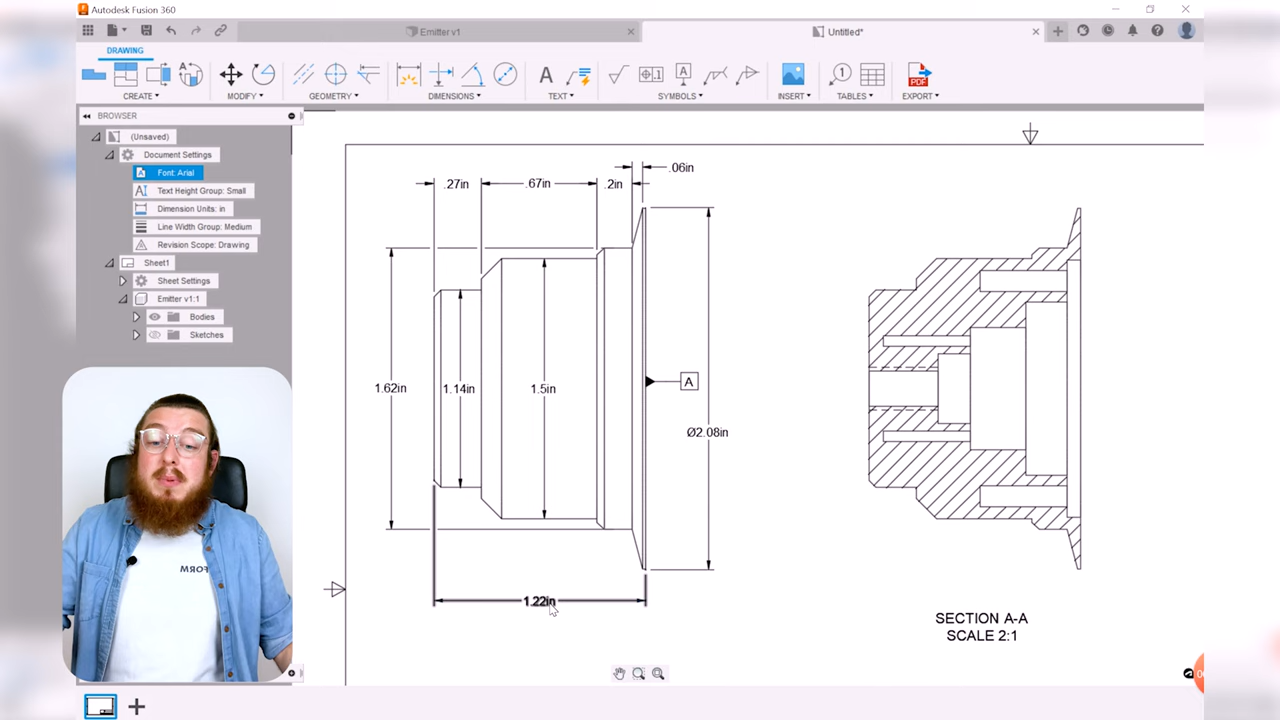 Autodesk Fusion 360
Emitter v1
Untitled*
DRAWING
CREATE
MODIFY
GEOMETRY
DIMENSIONS
TEXT
SYMBOLS
INSERT
TABLES
EXPORT
BROWSER
(Unsaved)
Document Settings
Font: Arial
Text Height Group: Small
Dimension Units: in
Line Width Group: Medium
Revision Scope: Drawing
Sheet1
Sheet Settings
Emitter v1:1
Bodies
Sketches
.06in
.27in
.67in
.2in
A
1.62in
1.14in
1.5in
Ø2.08in
1.22in
SECTION A-A
SCALE 2:1